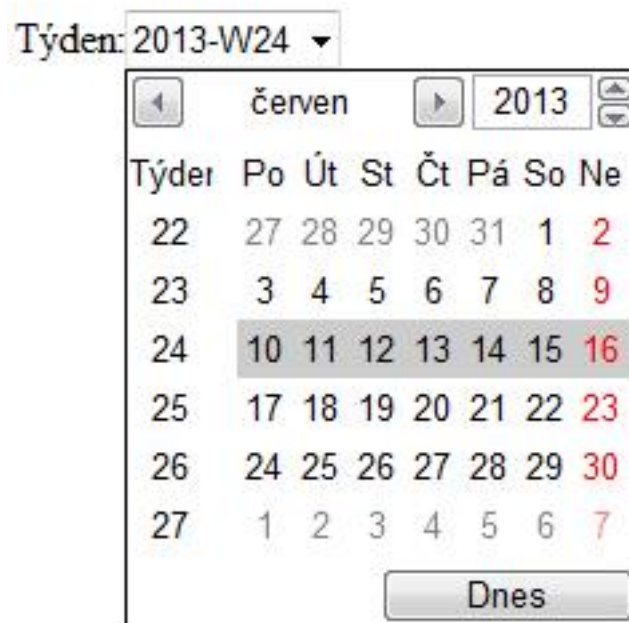 Týden: 2013-W24
červen 2013
Týden Po Út St Čt Pá So Ne
22 27 28 29 30 31 1 2
23 3 4 5 6 7 8 9
24 10 11 12 13 14 15 16
25 17 18 19 20 21 22 23
26 24 25 26 27 28 29 30
27 1 2 3 4 5 6 7
Dnes